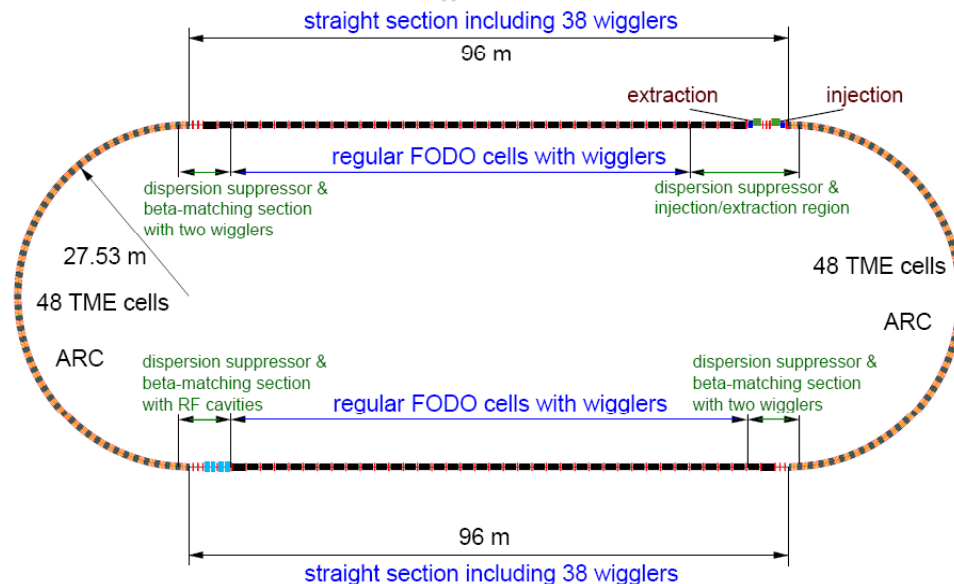 straight section including 38 wigglers
96 m
extraction
injection
regular FODO cells with wigglers
dispersion suppressor &
beta-matching section
with two wigglers
dispersion suppressor &
injection/extraction region
27.53 m
48 TME cells
ARC
48 TME cells
ARC
dispersion suppressor &
beta-matching section
with RF cavities
regular FODO cells with wigglers
dispersion suppressor &
beta-matching section
with two wigglers
96 m
straight section including 38 wigglers